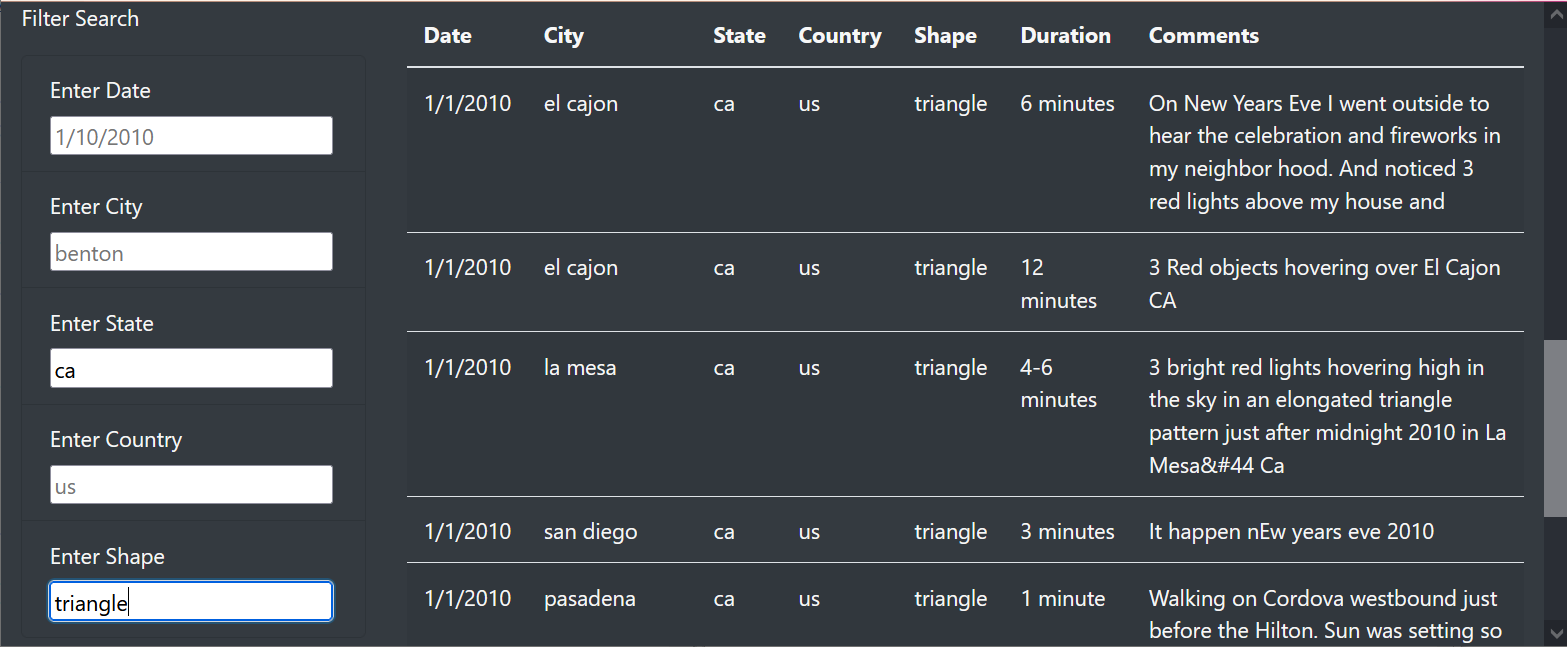 Filter Search
Enter Date
1/10/2010
Enter City
benton
Enter State
ca
Enter Country
us
Enter Shape
triangle
Date City State Country Shape Duration Comments
1/1/2010 el cajon ca us triangle 6 minutes On New Years Eve I went outside to
hear the celebration and fireworks in
my neighbor hood. And noticed 3
red lights above my house and
1/1/2010 el cajon ca us triangle 12 3 Red objects hovering over El Cajon
minutes CA
1/1/2010 la mesa ca us triangle 4-6 3 bright red lights hovering high in
minutes the sky in an elongated triangle
pattern just after midnight 2010 in La
Mesa&#44 Ca
1/1/2010 san diego ca us triangle 3 minutes It happen nEw years eve 2010
1/1/2010 pasadena ca us triangle 1 minute Walking on Cordova westbound just
before the Hilton. Sun was setting so